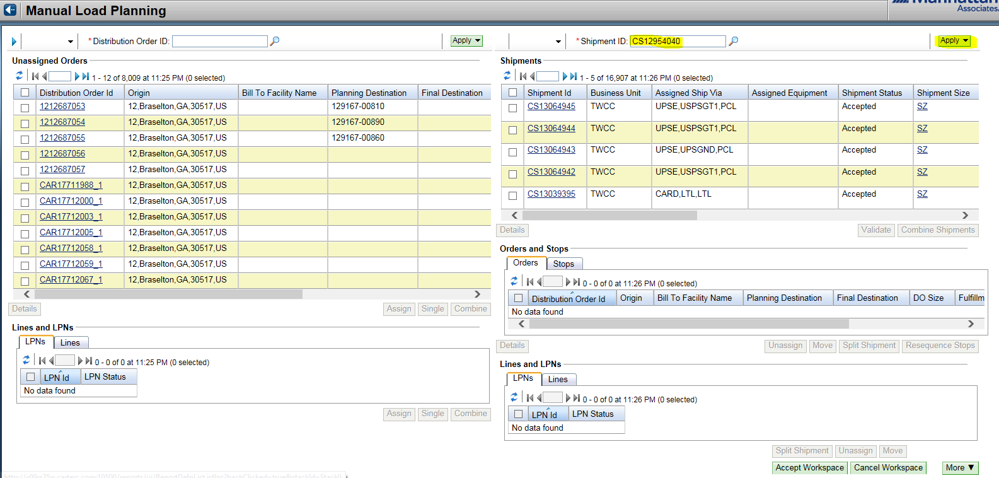 Manual Load Planning
Manhattan
Associates.
*Distribution Order ID:
Apply
*Shipment ID: CS12954040
Apply
Unassigned Orders
1 - 12 of 8,009 at 11:25 PM (0 selected)
Distribution Order Id Origin Bill To Facility Name Planning Destination Final Destination
1212687053 12,Braselton,GA,30517,US 129167-00810
1212687054 12,Braselton,GA,30517,US 129167-00890
1212687055 12,Braselton,GA,30517,US 129167-00860
1212687056 12,Braselton,GA,30517,US
1212687057 12,Braselton,GA,30517,US
CAR17711988_1 12,Braselton,GA,30517,US
CAR17712000_1 12,Braselton,GA,30517,US
CAR17712003_1 12,Braselton,GA,30517,US
CAR17712005_1 12,Braselton,GA,30517,US
CAR17712058_1 12,Braselton,GA,30517,US
CAR17712059_1 12,Braselton,GA,30517,US
CAR17712067_1 12,Braselton,GA,30517,US
Details Assign Single Combine
Lines and LPNs
LPNs Lines
0 - 0 of 0 at 11:25 PM (0 selected)
LPN Id LPN Status
No data found
Assign Single Combine
Shipments
1 - 5 of 16,907 at 11:26 PM (0 selected)
Shipment Id Business Unit Assigned Ship Via Assigned Equipment Shipment Status Shipment Size
CS13064945 TWCC UPSE,USPSGT1,PCL Accepted SZ
CS13064944 TWCC UPSE,USPSGT1,PCL Accepted SZ
CS13064943 TWCC UPSE,UPSGND,PCL Accepted SZ
CS13064942 TWCC UPSE,USPSGT1,PCL Accepted SZ
CS13039395 TWCC CARD,LTL,LTL Accepted SZ
Details Validate Combine Shipments
Orders and Stops
Orders Stops
0 - 0 of 0 at 11:26 PM (0 selected)
Distribution Order Id Origin Bill To Facility Name Planning Destination Final Destination DO Size Fulfillm
No data found
Details Unassign Move Split Shipment Resequence Stops
Lines and LPNs
LPNs Lines
0 - 0 of 0 at 11:26 PM (0 selected)
LPN Id LPN Status
No data found
Split Shipment Unassign Move
Accept Workspace Cancel Workspace More